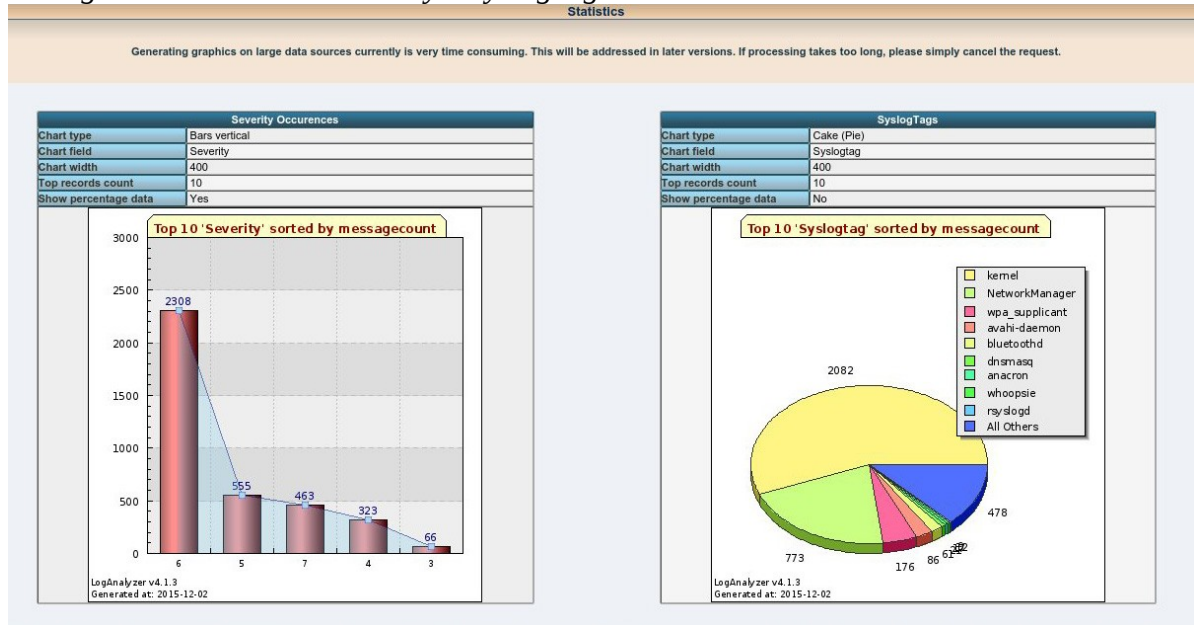 Statistics
Generating graphics on large data sources currently is very time consuming. This will be addressed in later versions. If processing takes too long, please simply cancel the request.
Severity Occurences
Chart type Bars vertical
Chart field Severity
Chart width 400
Top records count 10
Show percentage data Yes
Top 10 'Severity' sorted by messagecount
3000
2500
2000
1500
1000
500
0
2308
555
463
323
66
6 5 7 4 3
LogAnalyzer v4.1.3
Generated at: 2015-12-02
SyslogTags
Chart type Cake (Pie)
Chart field Syslogtag
Chart width 400
Top records count 10
Show percentage data No
Top 10 'Syslogtag' sorted by messagecount
kernel
NetworkManager
wpa_supplicant
avahi-daemon
bluetoothd
dnsmasq
anacron
whoopsie
rsyslogd
All Others
2082
478
773
176
86
61
LogAnalyzer v4.1.3
Generated at: 2015-12-02